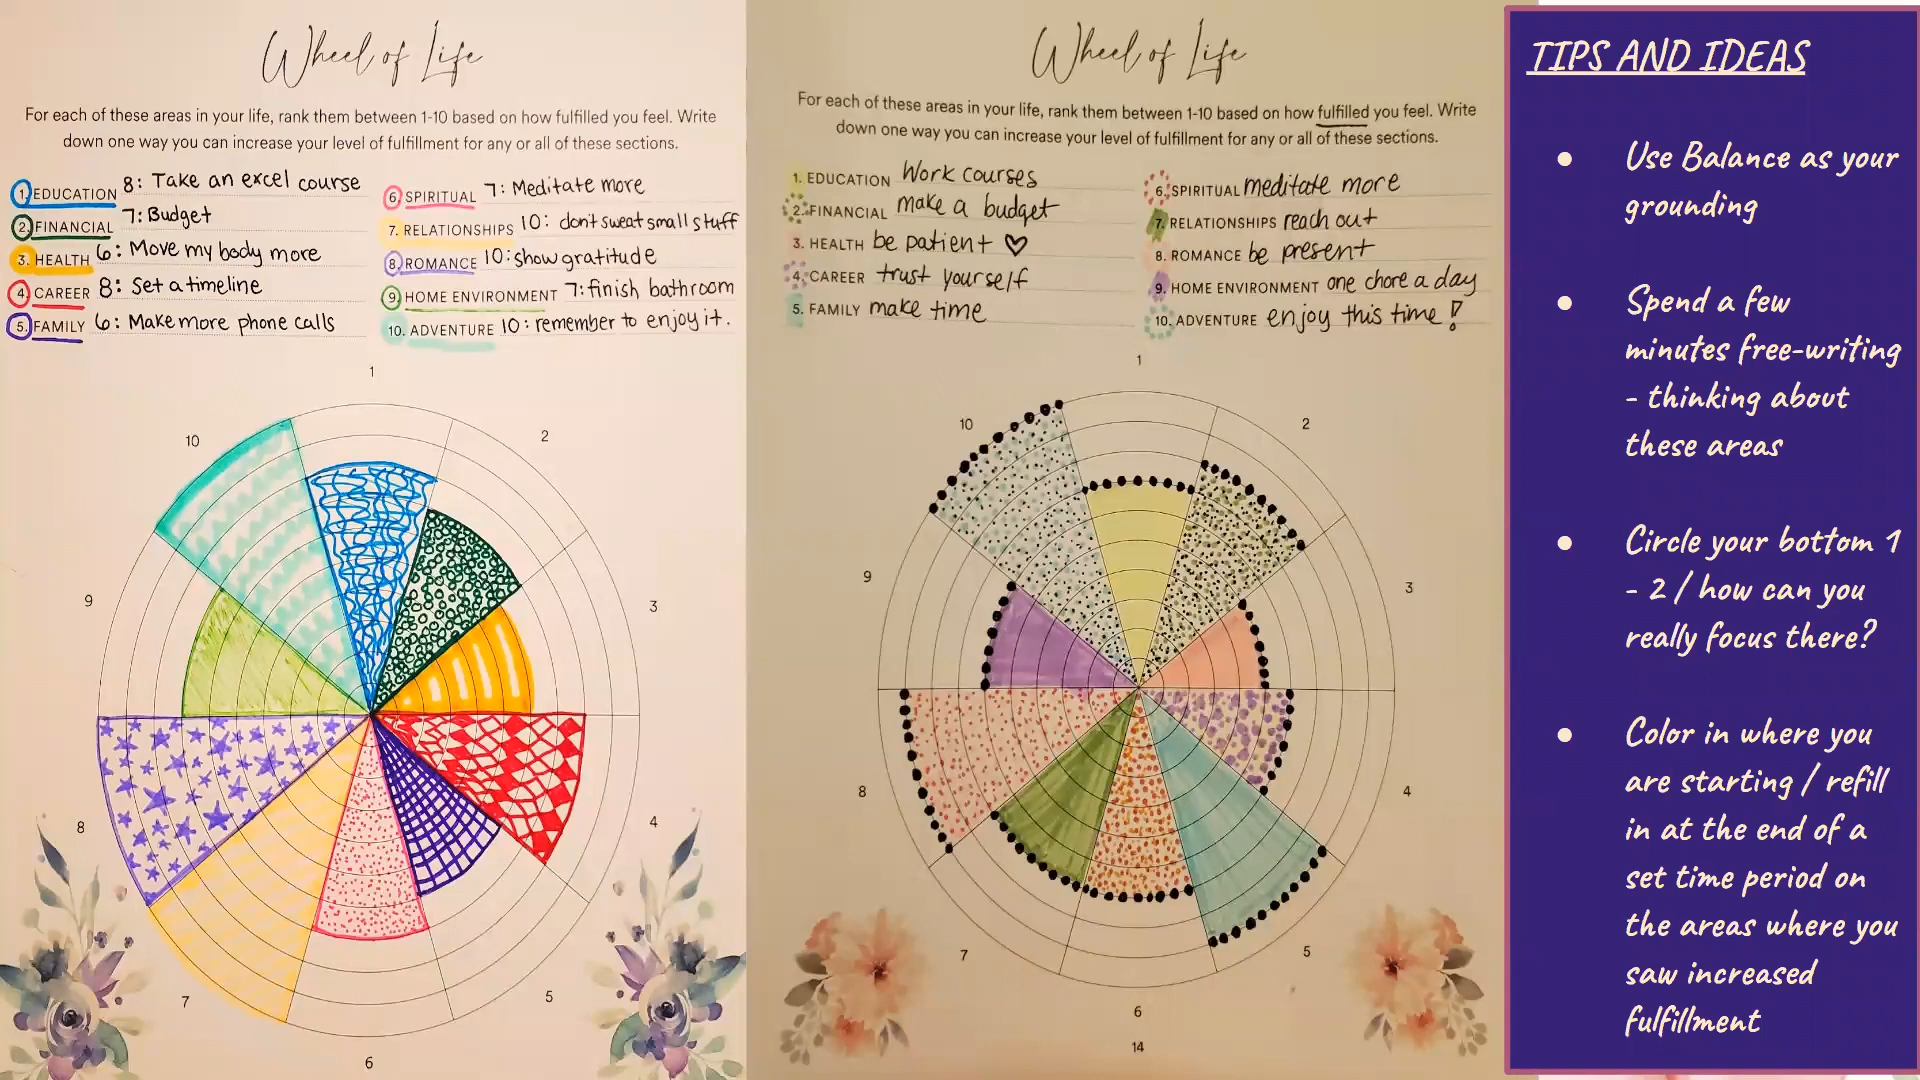 Wheel of Life
For each of these areas in your life, rank them between 1-10 based on how fulfilled you feel. Write
down one way you can increase your level of fulfillment for any or all of these sections.
1. EDUCATION 8: Take an excel course
2. FINANCIAL 7: Budget
3. HEALTH 6: Move my body more
4. CAREER 8: Set a timeline
5. FAMILY 6: Make more phone calls
6. SPIRITUAL 7: Meditate more
7. RELATIONSHIPS 10: don't sweat small stuff
8. ROMANCE 10: show gratitude
9. HOME ENVIRONMENT 7: finish bathroom
10. ADVENTURE 10: remember to enjoy it.
1
2
3
4
5
6
7
8
9
10
Wheel of Life
For each of these areas in your life, rank them between 1-10 based on how fulfilled you feel. Write
down one way you can increase your level of fulfillment for any or all of these sections.
1. EDUCATION Work courses
2. FINANCIAL make a budget
3. HEALTH be patient ♡
4. CAREER trust yourself
5. FAMILY make time
6. SPIRITUAL meditate more
7. RELATIONSHIPS reach out
8. ROMANCE be present
9. HOME ENVIRONMENT one chore a day
10. ADVENTURE enjoy this time!
1
2
3
4
5
6
7
8
9
10
14
TIPS AND IDEAS
● Use Balance as your
grounding
● Spend a few
minutes free-writing
- thinking about
these areas
● Circle your bottom 1
- 2 / how can you
really focus there?
● Color in where you
are starting / refill
in at the end of a
set time period on
the areas where you
saw increased
fulfillment